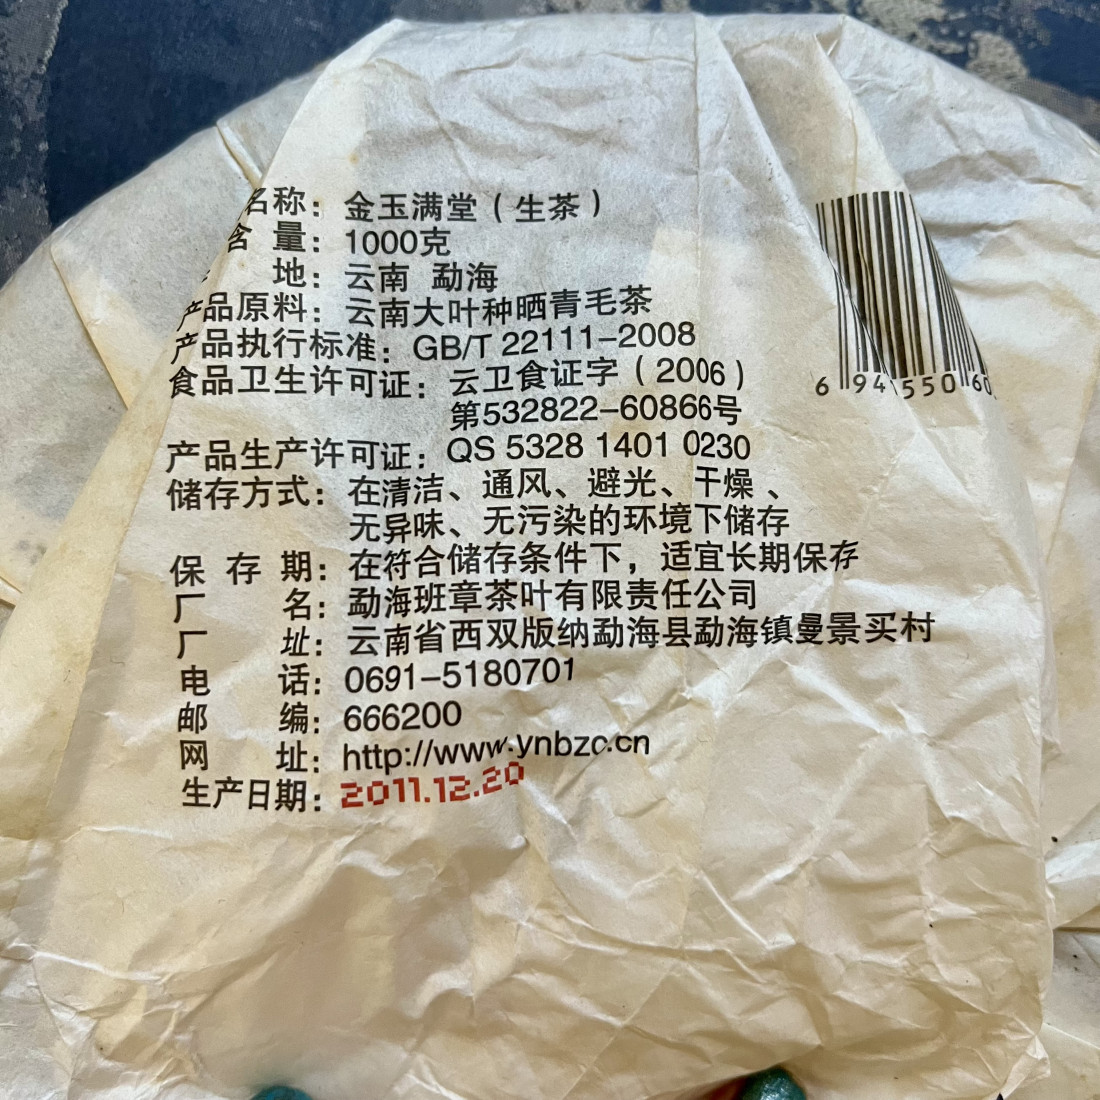 名称：金玉满堂（生茶）
含 量：1000克
地：云南 勐海
产品原料：云南大叶种晒青毛茶
产品执行标准：GB/T 22111-2008
食品卫生许可证：云卫食证字（2006）
第532822-60866号
产品生产许可证：QS 5328 1401 0230
储存方式：在清洁、通风、避光、干燥、
无异味、无污染的环境下储存
保 存 期：在符合储存条件下，适宜长期保存
厂 名：勐海班章茶叶有限责任公司
厂 址：云南省西双版纳勐海县勐海镇曼景买村
电 话：0691-5180701
邮 编：666200
网 址：http://www.ynbzc.cn
生产日期：2011.12.20
6 94 550 60